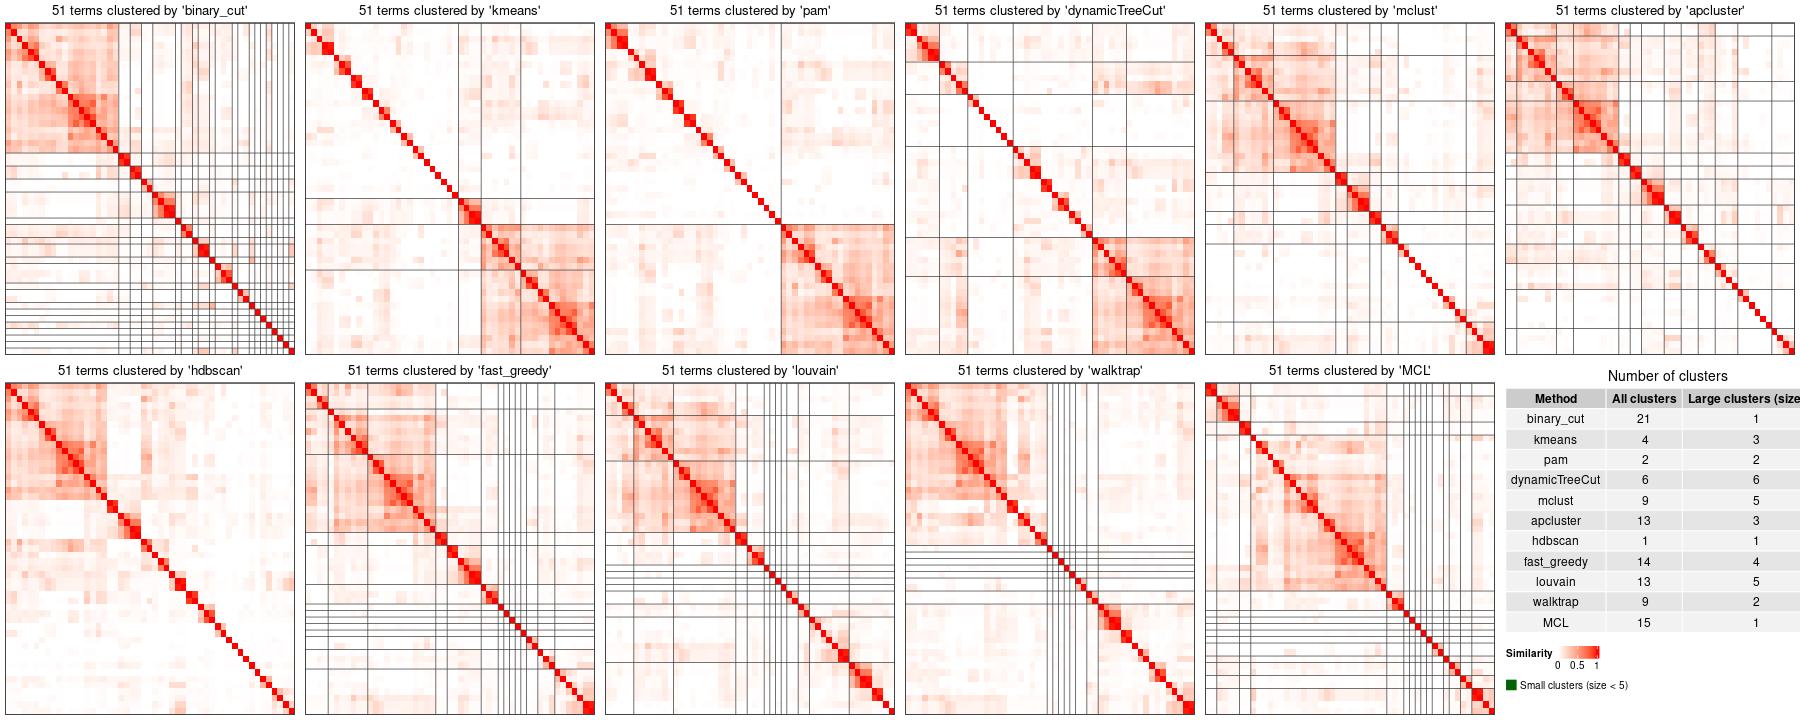 51 terms clustered by 'binary_cut'
51 terms clustered by 'kmeans'
51 terms clustered by 'pam'
51 terms clustered by 'dynamicTreeCut'
51 terms clustered by 'mclust'
51 terms clustered by 'apcluster'
51 terms clustered by 'hdbscan'
51 terms clustered by 'fast_greedy'
51 terms clustered by 'louvain'
51 terms clustered by 'walktrap'
51 terms clustered by 'MCL'
Number of clusters
Method All clusters Large clusters (size
binary_cut 21 1
kmeans 4 3
pam 2 2
dynamicTreeCut 6 6
mclust 9 5
apcluster 13 3
hdbscan 1 1
fast_greedy 14 4
louvain 13 5
walktrap 9 2
MCL 15 1
Similarity
0 0.5 1
Small clusters (size < 5)